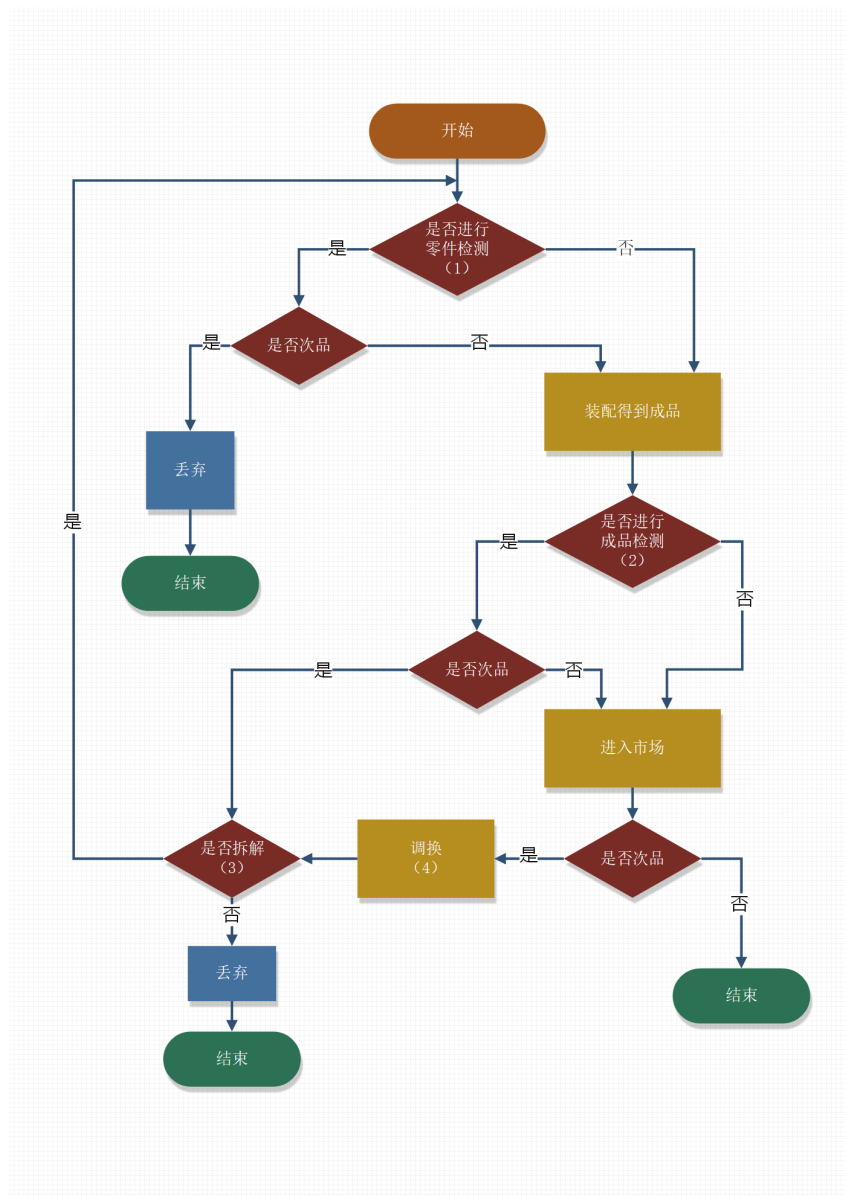 开始
是否进行
零件检测
（1）
是
否
是否次品
是
否
装配得到成品
丢弃
是否进行
成品检测
（2）
是
是
结束
否
是否次品
是
否
进入市场
是否拆解
（3）
调换
（4）
是
是否次品
否
否
丢弃
结束
结束